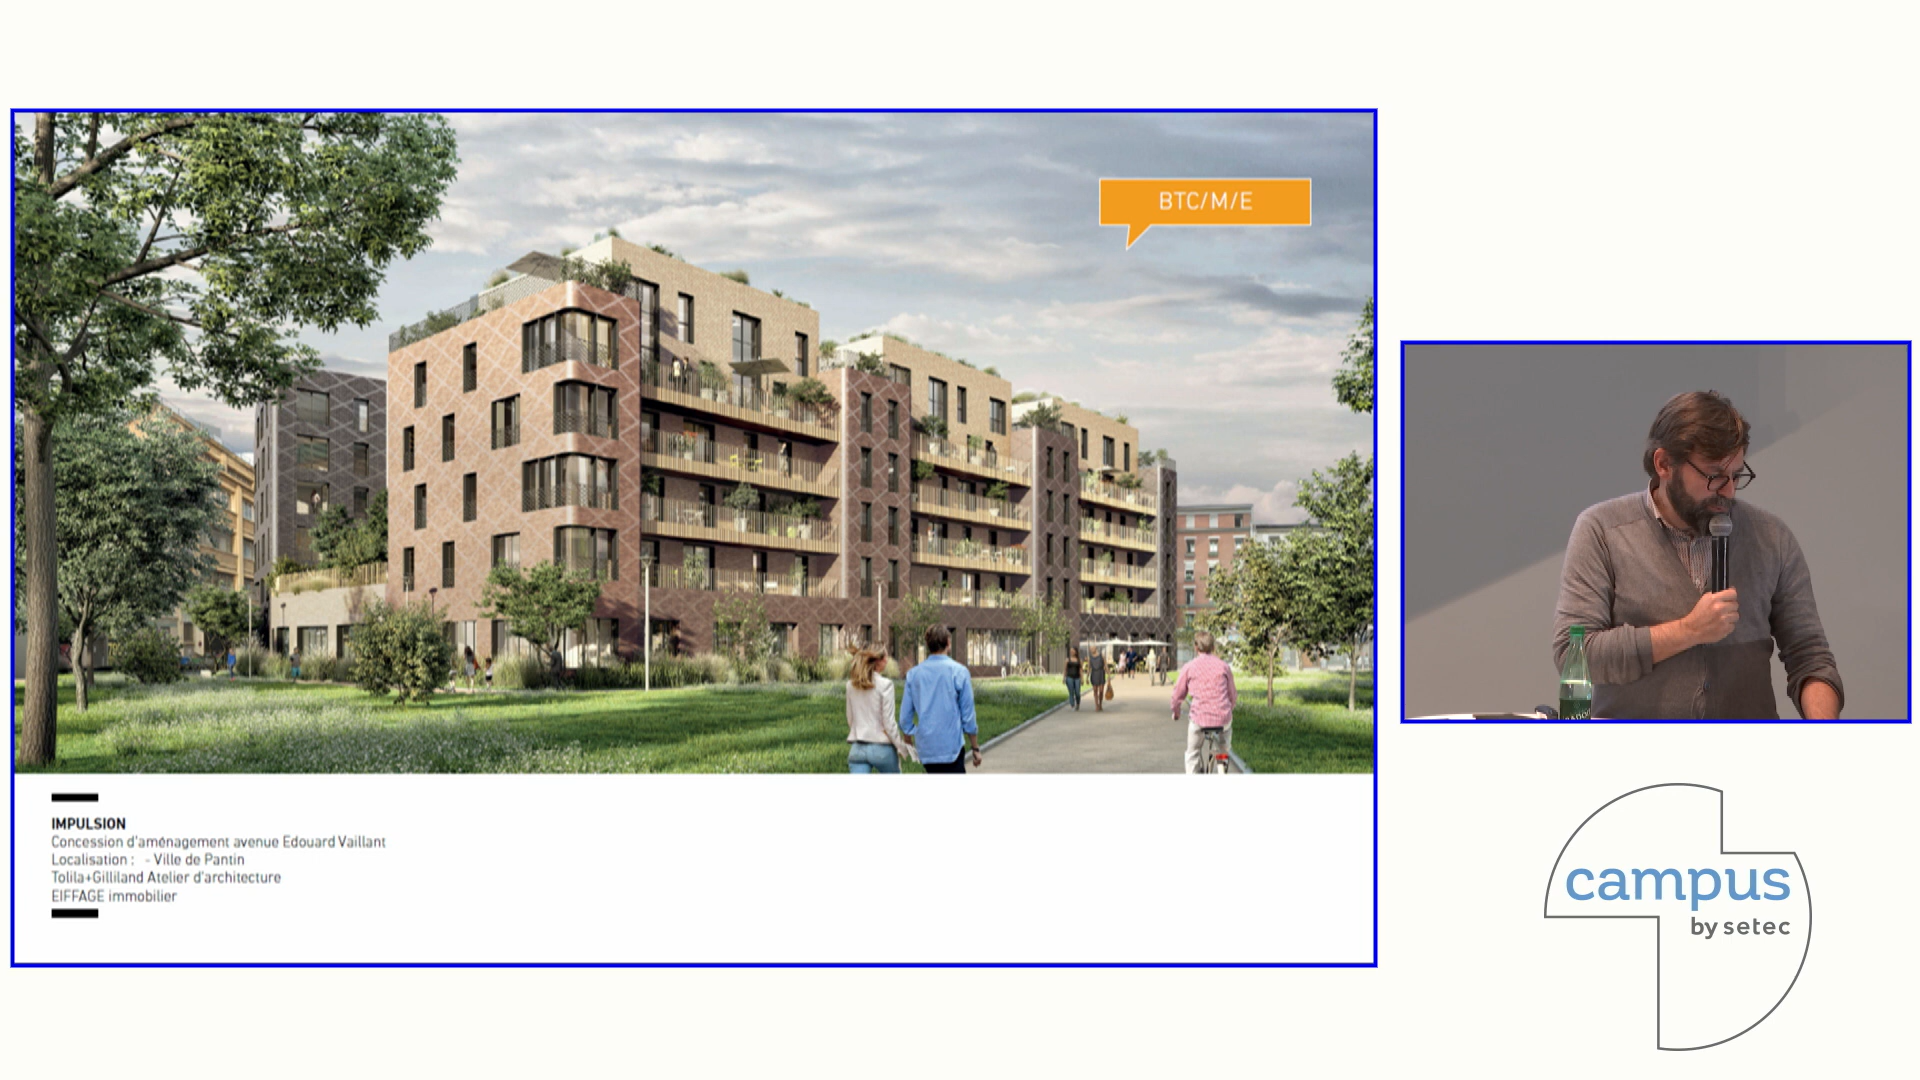 BTC/M/E
IMPULSION
Concession d'aménagement avenue Edouard Vaillant
Localisation : - Ville de Pantin
Tolila+Gilliland Atelier d'architecture
EIFFAGE immobilier
campus
by setec